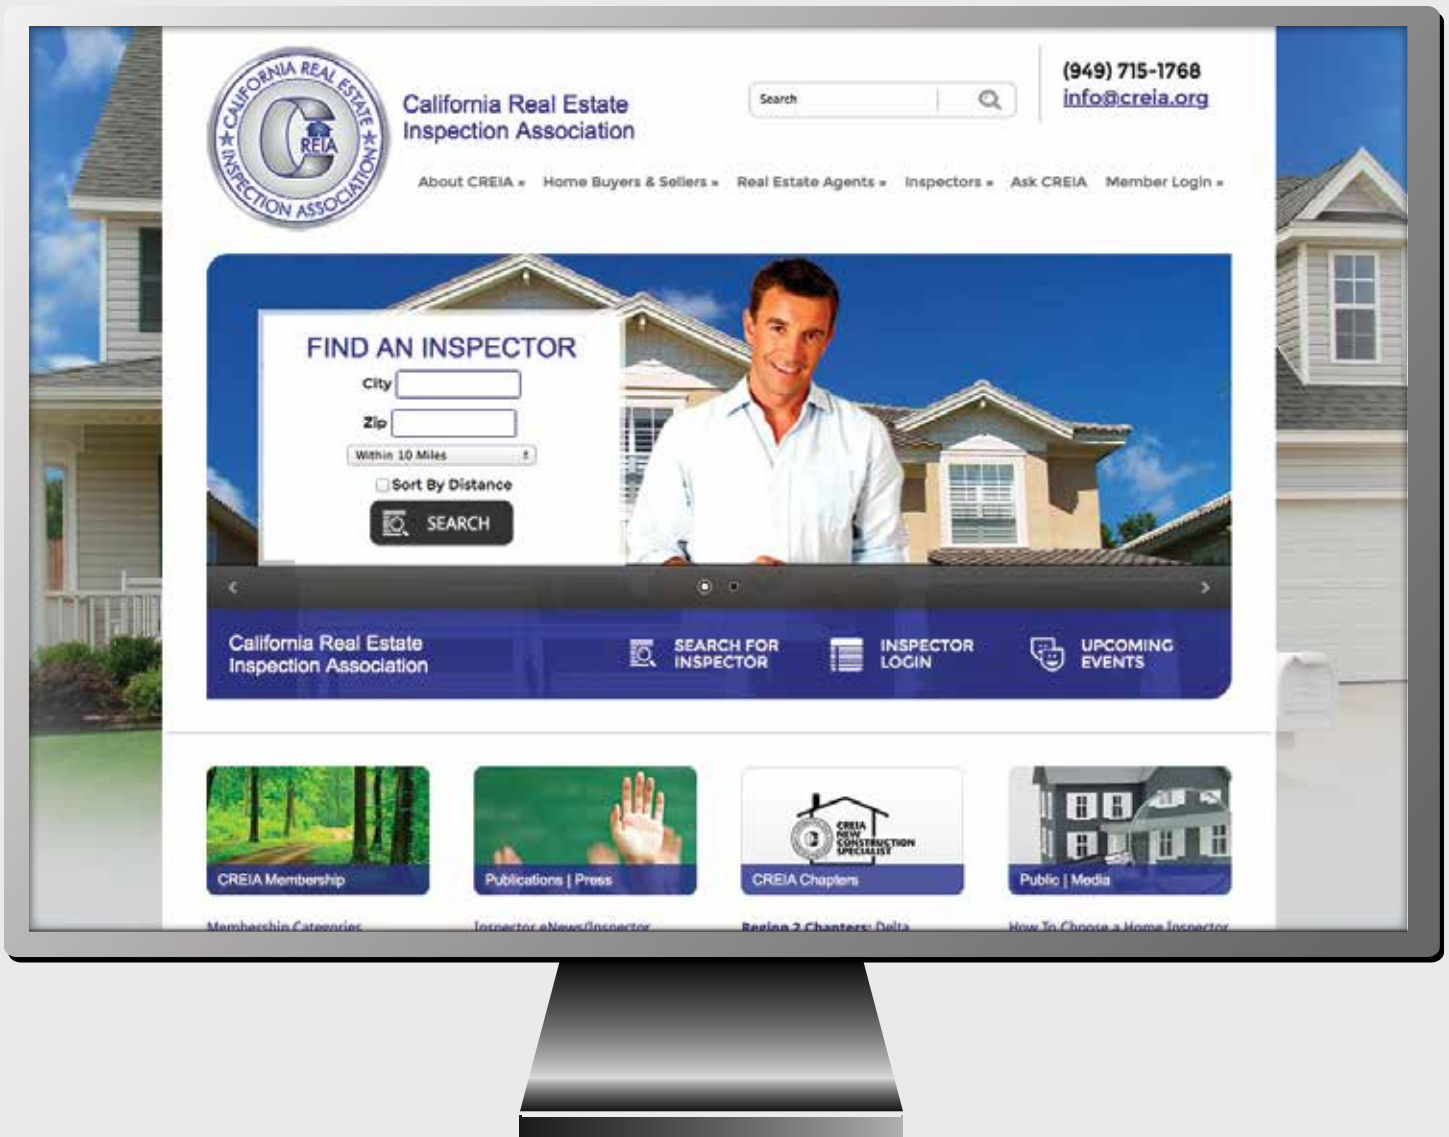 CALIFORNIA REAL ESTATE
INSPECTION ASSOCIATION
CREIA
California Real Estate
Inspection Association
Search
(949) 715-1768
info@creia.org
About CREIA » Home Buyers & Sellers » Real Estate Agents » Inspectors » Ask CREIA Member Login »
FIND AN INSPECTOR
City
Zip
Within 10 Miles
Sort By Distance
SEARCH
California Real Estate
Inspection Association
SEARCH FOR
INSPECTOR
INSPECTOR
LOGIN
UPCOMING
EVENTS
CREIA Membership
Publications | Press
CREIA
NEW
CONSTRUCTION
SPECIALIST
CREIA Chapters
Public | Media
Membership Categories
Inspector eNews/Inspector
Region 2 Chapters: Delta
How To Choose a Home Inspector